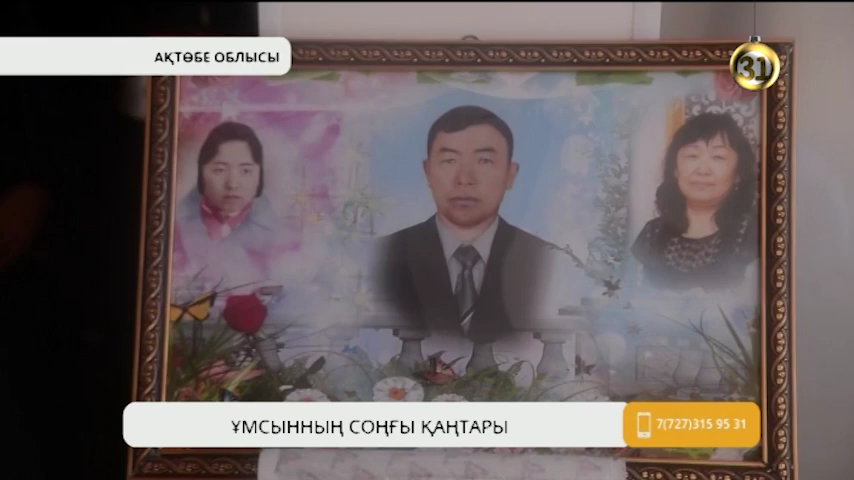 АҚТӨБЕ ОБЛЫСЫ
31
ҰМСЫННЫҢ СОҢҒЫ ҚАҢТАРЫ
7(727)315 95 31